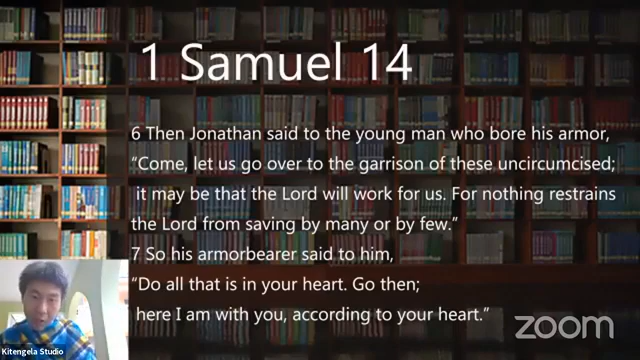 1 Samuel 14
6 Then Jonathan said to the young man who bore his armor,
“Come, let us go over to the garrison of these uncircumcised;
it may be that the Lord will work for us. For nothing restrains
the Lord from saving by many or by few.”
7 So his armorbearer said to him,
“Do all that is in your heart. Go then;
here I am with you, according to your heart.”
Kitengela Studio
zoom